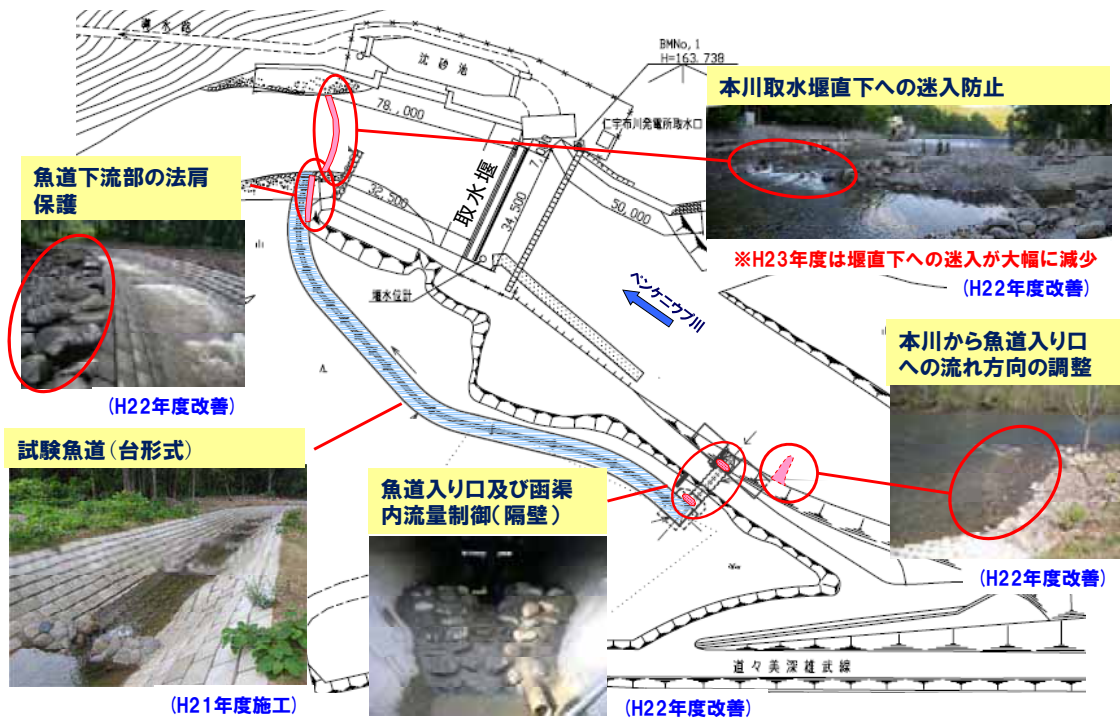 導水路
沈砂池
BMNo,1
H=163.738
78.,000
仁宇布川発電所取水口
本川取水堰直下への迷入防止
※H23年度は堰直下への迷入が大幅に減少
(H22年度改善)
魚道下流部の法肩
保護
(H22年度改善)
32,500
取水堰
34,500
7,
50,000
ペンケニウプ川
本川から魚道入り口
への流れ方向の調整
(H22年度改善)
試験魚道(台形式)
(H21年度施工)
魚道入り口及び函渠
内流量制御(隔壁)
(H22年度改善)
道々美深雄武線